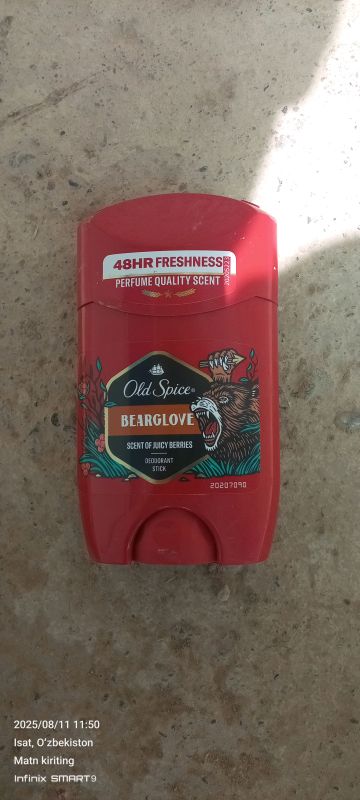 48HR FRESHNESS
PERFUME QUALITY SCENT
Old Spice®
BEARGLOVE
SCENT OF JUICY BERRIES
DEODORANT
STICK
20207090
2025/08/11 11:50
Isat, Oʻzbekiston
Matn kiriting
Infinix SMART9